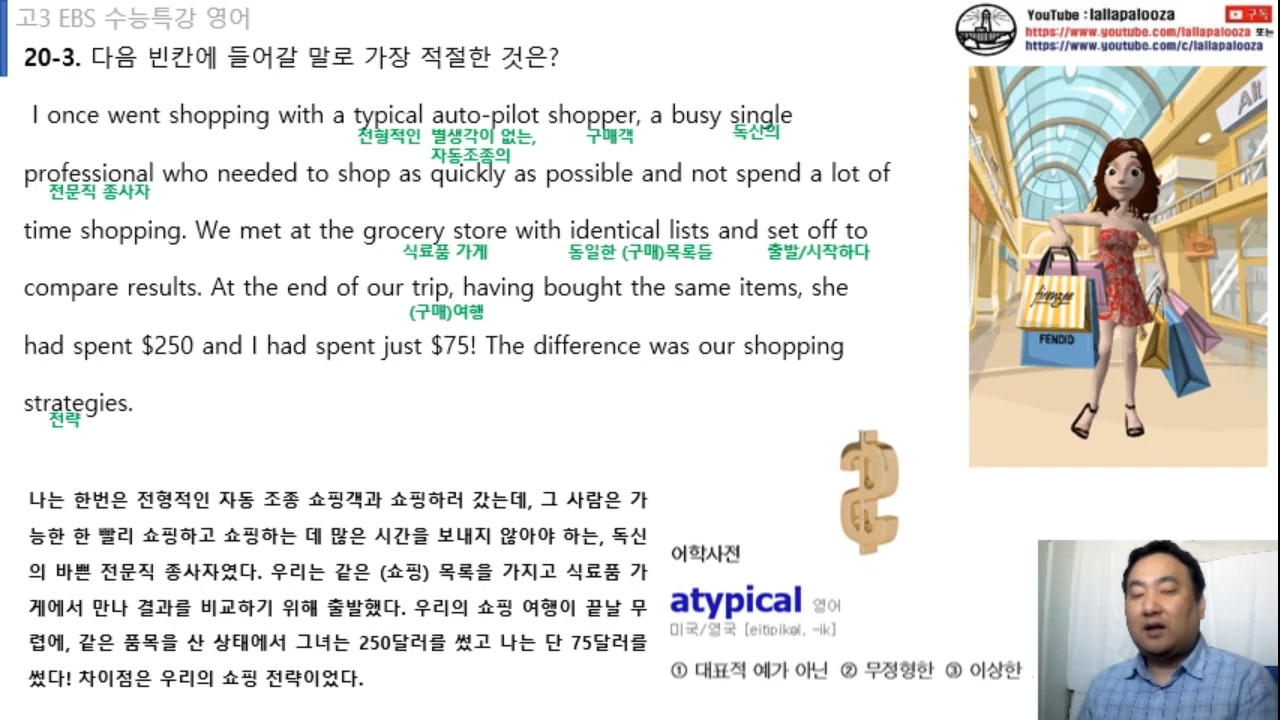 고3 EBS 수능특강 영어
YouTube : lallapalooza
구독
https://www.youtube.com/lallapalooza 또는
https://www.youtube.com/c/lallapalooza
20-3. 다음 빈칸에 들어갈 말로 가장 적절한 것은?
I once went shopping with a typical auto-pilot shopper, a busy single
전형적인 별생각이 없는, 구매객 독신의
자동조종의
professional who needed to shop as quickly as possible and not spend a lot of
전문직 종사자
time shopping. We met at the grocery store with identical lists and set off to
식료품 가게 동일한 (구매)목록들 출발/시작하다
compare results. At the end of our trip, having bought the same items, she
(구매)여행
had spent $250 and I had spent just $75! The difference was our shopping
strategies.
전략
All
firenzee
FENDID
나는 한번은 전형적인 자동 조종 쇼핑객과 쇼핑하러 갔는데, 그 사람은 가
능한 한 빨리 쇼핑하고 쇼핑하는 데 많은 시간을 보내지 않아야 하는, 독신
의 바쁜 전문직 종사자였다. 우리는 같은 (쇼핑) 목록을 가지고 식료품 가
게에서 만나 결과를 비교하기 위해 출발했다. 우리의 쇼핑 여행이 끝날 무
렵에, 같은 품목을 산 상태에서 그녀는 250달러를 썼고 나는 단 75달러를
썼다! 차이점은 우리의 쇼핑 전략이었다.
어학사전
atypical 영어
미국/영국 [eitípikəl, -ik]
① 대표적 예가 아닌 ② 무정형한 ③ 이상한